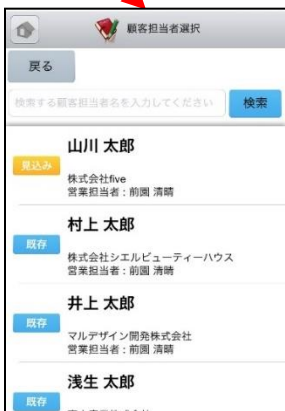 顧客担当者選択
戻る
検索する顧客担当者名を入力してください
検索
山川 太郎
見込み
株式会社five
営業担当者：前園 清晴
村上 太郎
既存
株式会社シエルビューティーハウス
営業担当者：前園 清晴
井上 太郎
既存
マルデザイン開発株式会社
営業担当者：前園 清晴
浅生 太郎
既存